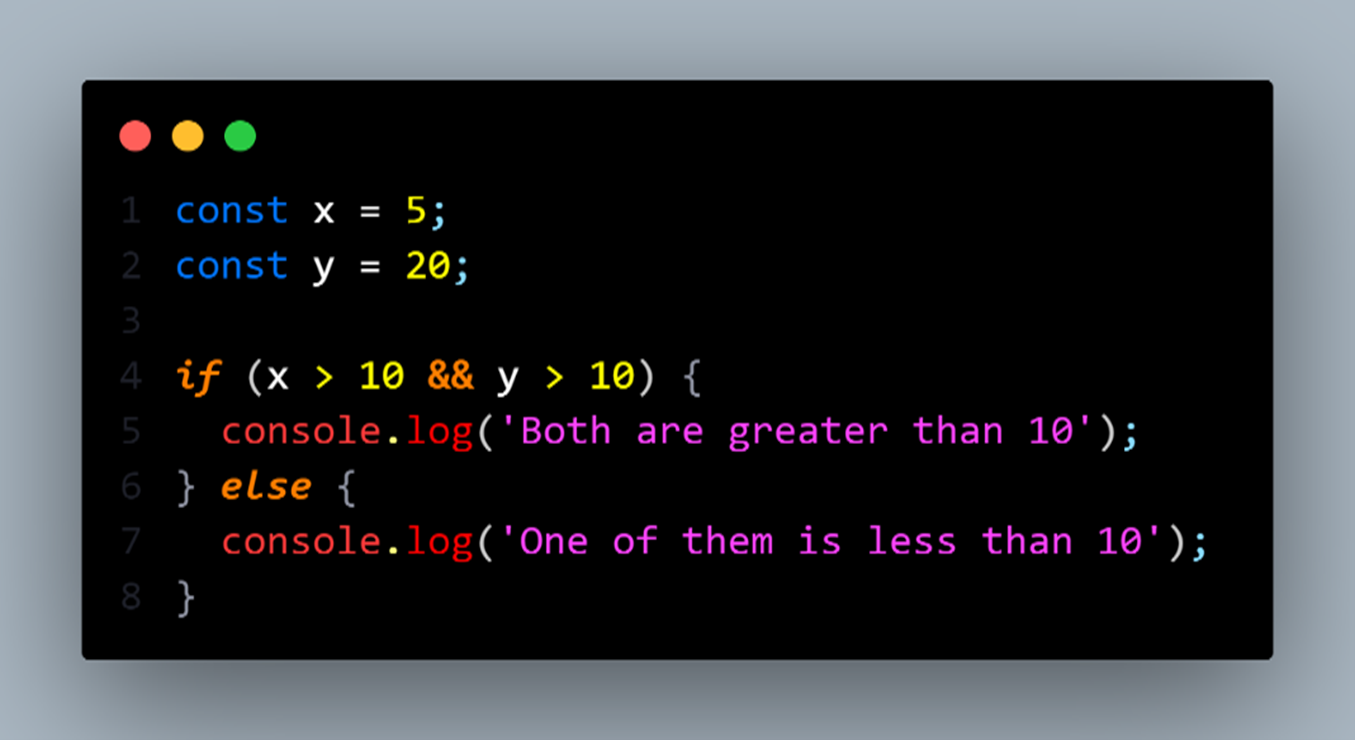 1 const x = 5;
2 const y = 20;
3
4 if (x > 10 && y > 10) {
5   console.log('Both are greater than 10');
6 } else {
7   console.log('One of them is less than 10');
8 }